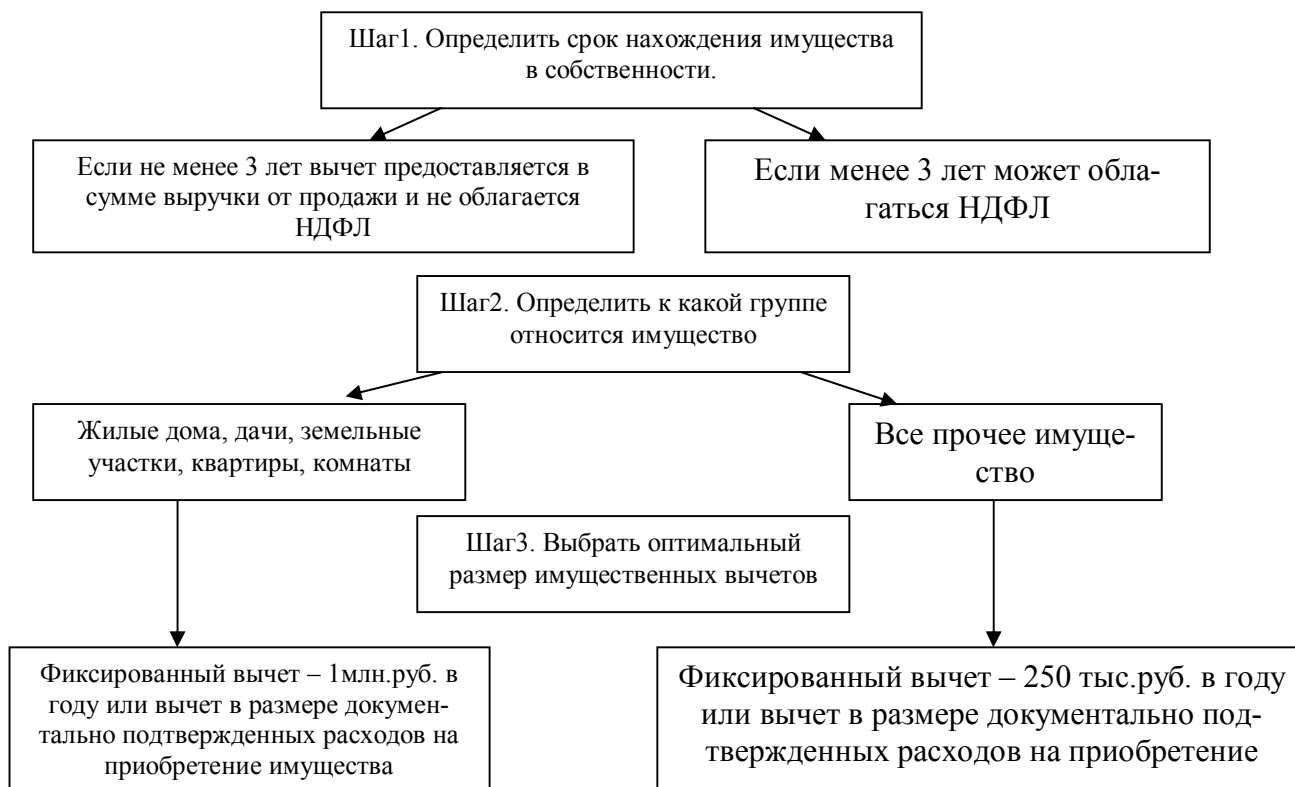 Шаг1. Определить срок нахождения имущества
в собственности.
Если не менее 3 лет вычет предоставляется в
сумме выручки от продажи и не облагается
НДФЛ
Если менее 3 лет может обла-
гаться НДФЛ
Шаг2. Определить к какой группе
относится имущество
Жилые дома, дачи, земельные
участки, квартиры, комнаты
Все прочее имуще-
ство
Шаг3. Выбрать оптимальный
размер имущественных вычетов
Фиксированный вычет – 1млн.руб. в
году или вычет в размере докумен-
тально подтвержденных расходов на
приобретение имущества
Фиксированный вычет – 250 тыс.руб. в году
или вычет в размере документально под-
твержденных расходов на приобретение